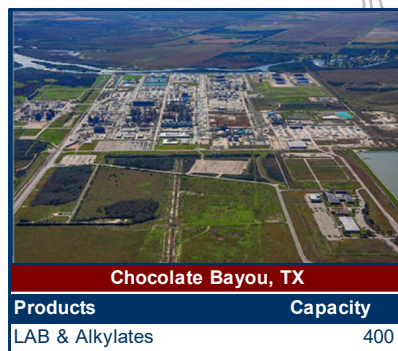 Chocolate Bayou, TX
Products Capacity
LAB & Alkylates 400